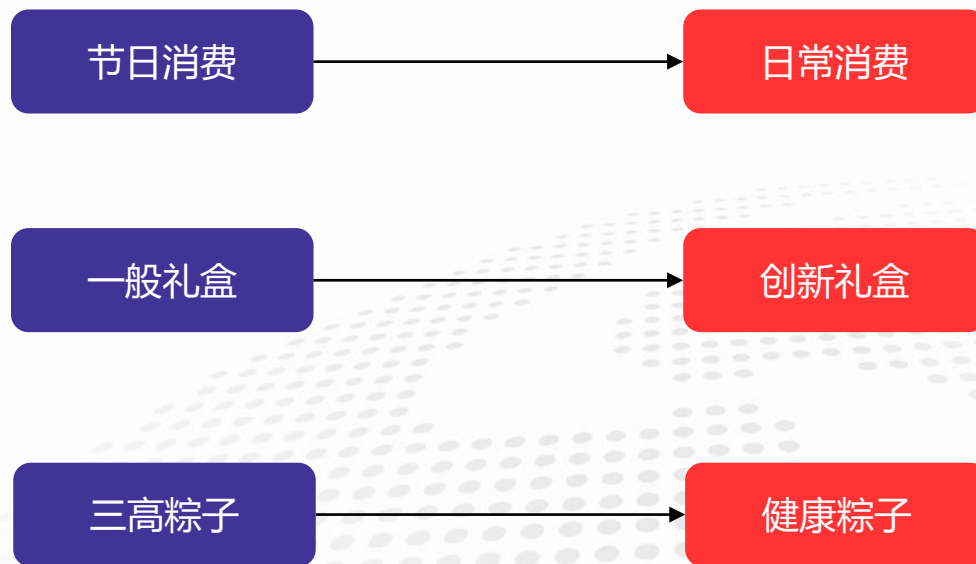 节日消费
日常消费
一般礼盒
创新礼盒
三高粽子
健康粽子